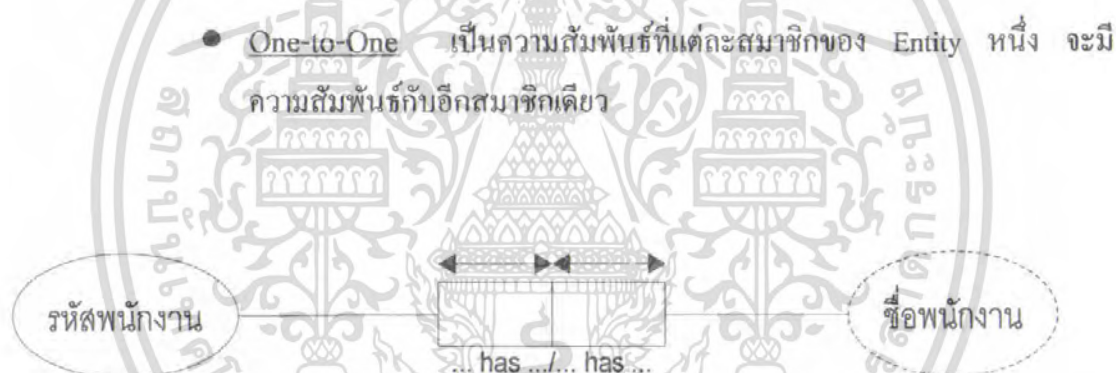 ● One-to-One เป็นความสัมพันธ์ที่แต่ละสมาชิกของ Entity หนึ่ง จะมี
ความสัมพันธ์กับอีกสมาชิกเดียว
รหัสพนักงาน
ชื่อพนักงาน
... has .../... has ...